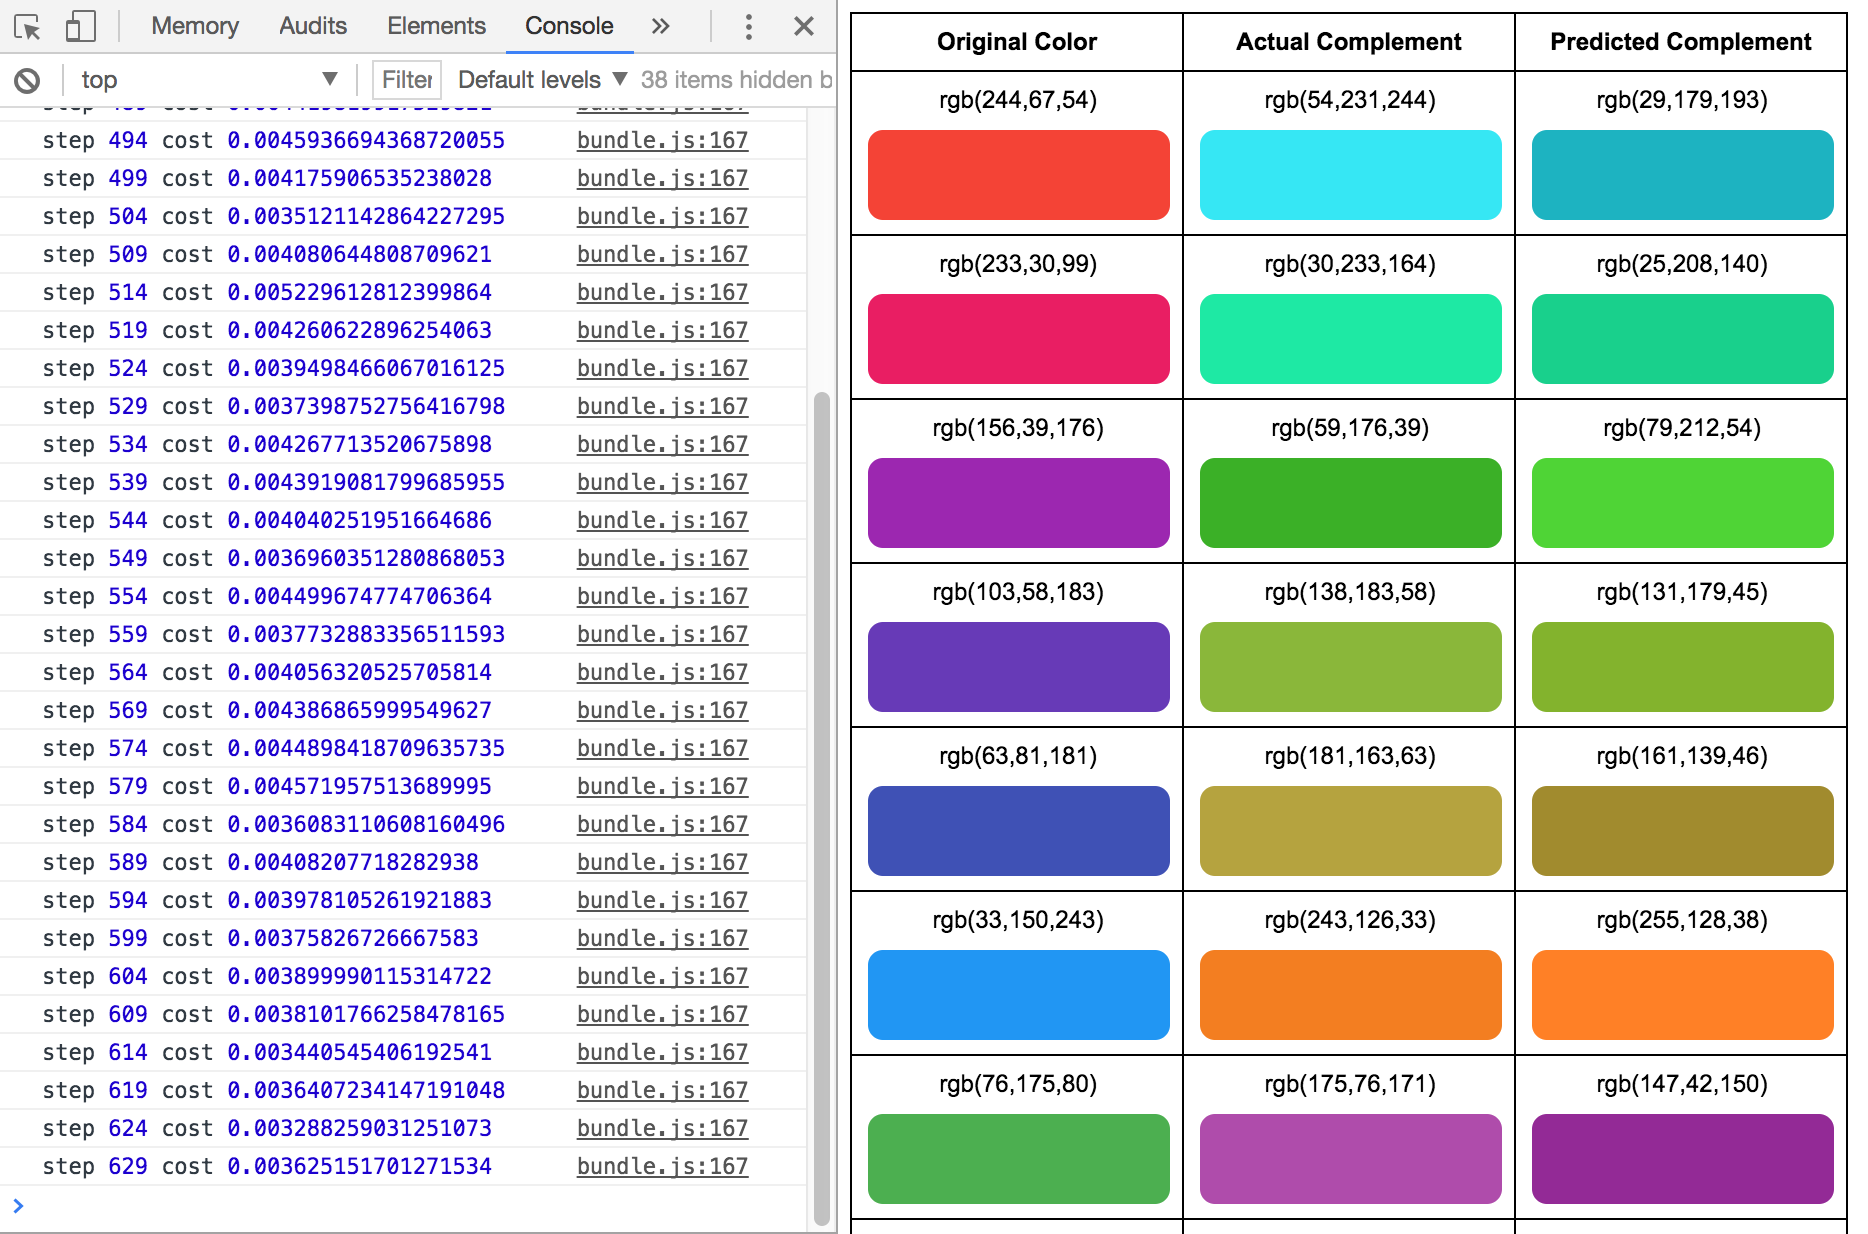 Memory Audits Elements Console »
top ▼ Filter Default levels ▼ 38 items hidden b
step 494 cost 0.0045936694368720055 bundle.js:167
step 499 cost 0.004175906535238028 bundle.js:167
step 504 cost 0.0035121142864227295 bundle.js:167
step 509 cost 0.004080644808709621 bundle.js:167
step 514 cost 0.005229612812399864 bundle.js:167
step 519 cost 0.004260622896254063 bundle.js:167
step 524 cost 0.0039498466067016125 bundle.js:167
step 529 cost 0.0037398752756416798 bundle.js:167
step 534 cost 0.004267713520675898 bundle.js:167
step 539 cost 0.0043919081799685955 bundle.js:167
step 544 cost 0.004040251951664686 bundle.js:167
step 549 cost 0.0036960351280868053 bundle.js:167
step 554 cost 0.004499674774706364 bundle.js:167
step 559 cost 0.0037732883356511593 bundle.js:167
step 564 cost 0.004056320525705814 bundle.js:167
step 569 cost 0.004386865999549627 bundle.js:167
step 574 cost 0.0044898418709635735 bundle.js:167
step 579 cost 0.004571957513689995 bundle.js:167
step 584 cost 0.0036083110608160496 bundle.js:167
step 589 cost 0.00408207718282938 bundle.js:167
step 594 cost 0.003978105261921883 bundle.js:167
step 599 cost 0.00375826726667583 bundle.js:167
step 604 cost 0.003899990115314722 bundle.js:167
step 609 cost 0.0038101766258478165 bundle.js:167
step 614 cost 0.003440545406192541 bundle.js:167
step 619 cost 0.0036407234147191048 bundle.js:167
step 624 cost 0.003288259031251073 bundle.js:167
step 629 cost 0.003625151701271534 bundle.js:167
Original Color Actual Complement Predicted Complement
rgb(244,67,54) rgb(54,231,244) rgb(29,179,193)
rgb(233,30,99) rgb(30,233,164) rgb(25,208,140)
rgb(156,39,176) rgb(59,176,39) rgb(79,212,54)
rgb(103,58,183) rgb(138,183,58) rgb(131,179,45)
rgb(63,81,181) rgb(181,163,63) rgb(161,139,46)
rgb(33,150,243) rgb(243,126,33) rgb(255,128,38)
rgb(76,175,80) rgb(175,76,171) rgb(147,42,150)